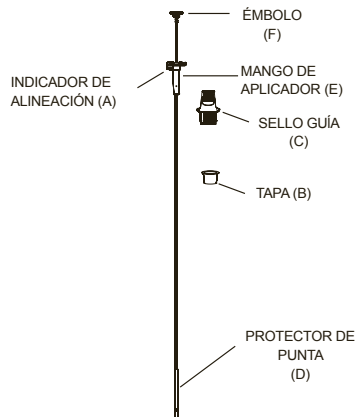 ÉMBOLO
(F)
INDICADOR DE
ALINEACIÓN (A)
MANGO DE
APLICADOR (E)
SELLO GUÍA
(C)
TAPA (B)
PROTECTOR DE
PUNTA
(D)